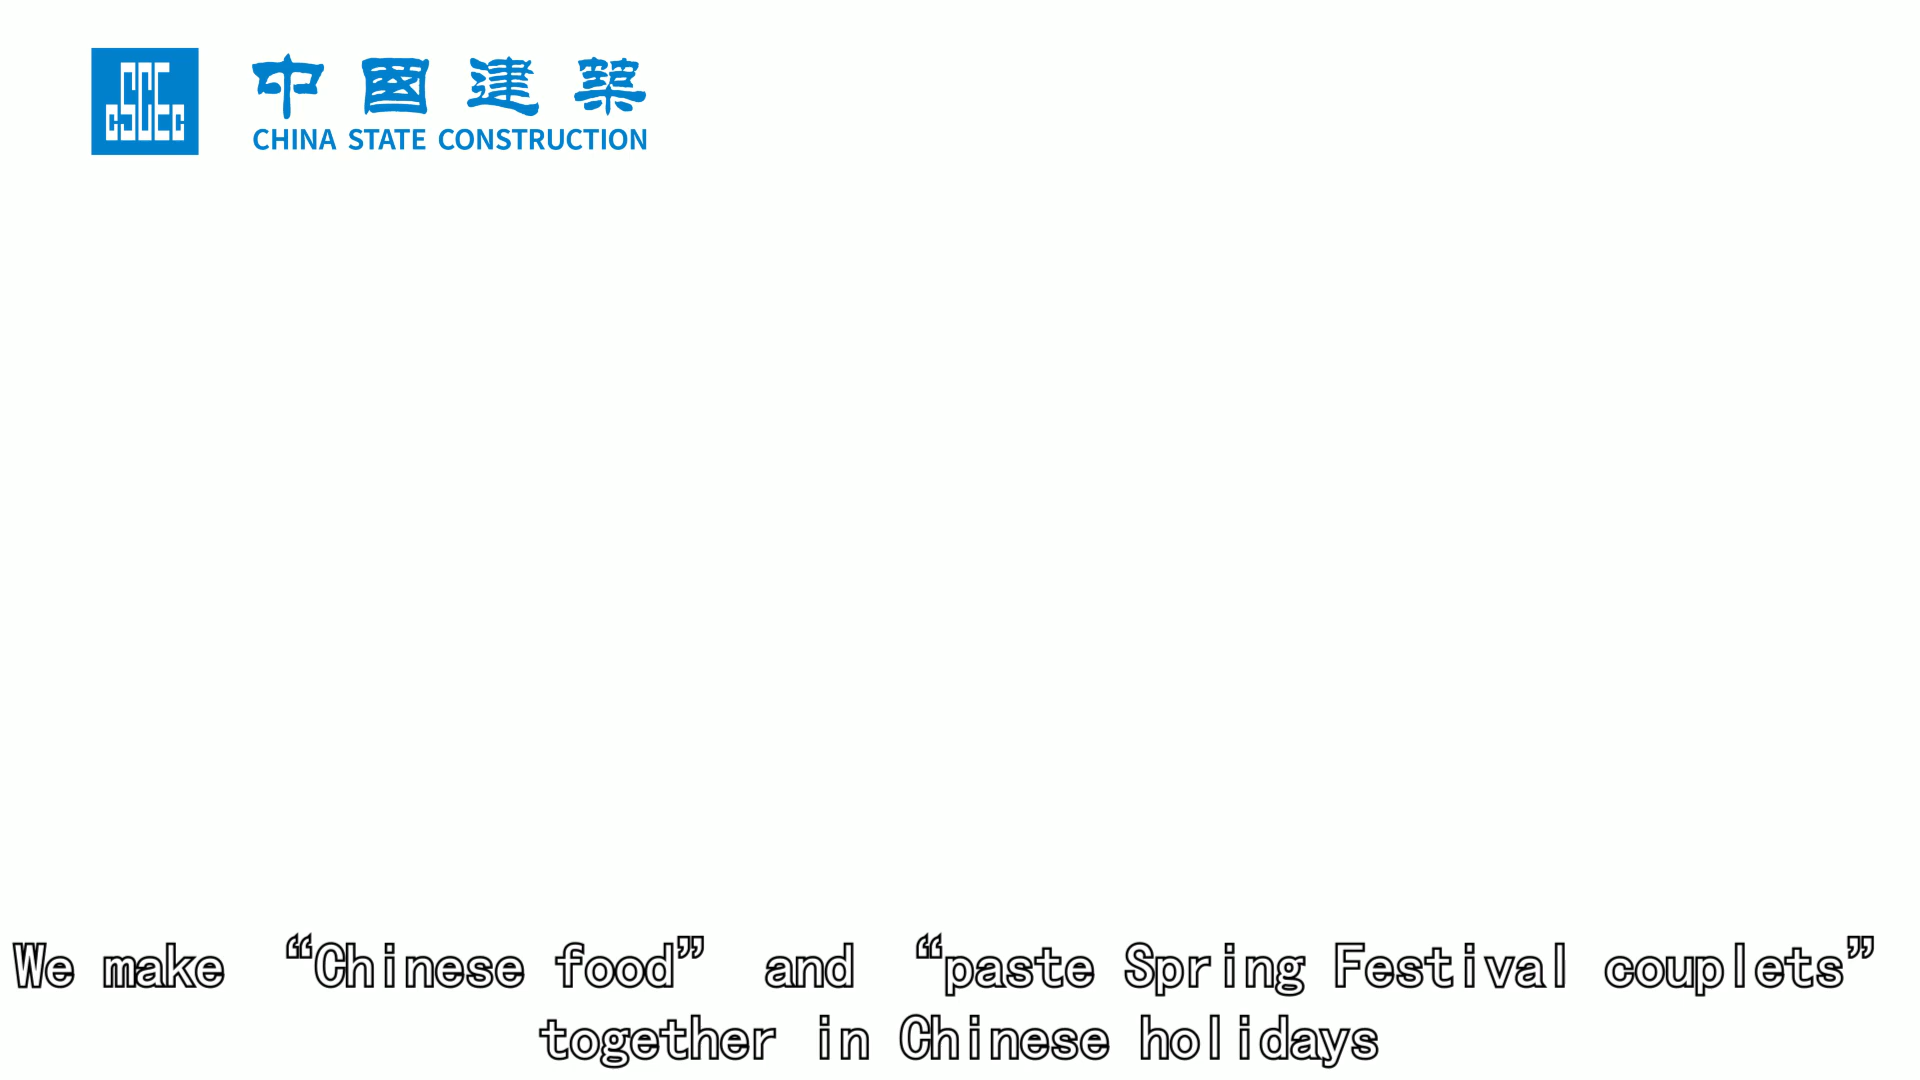 CSCEC
中國建築
CHINA STATE CONSTRUCTION
We make “Chinese food” and “paste Spring Festival couplets”
together in Chinese holidays